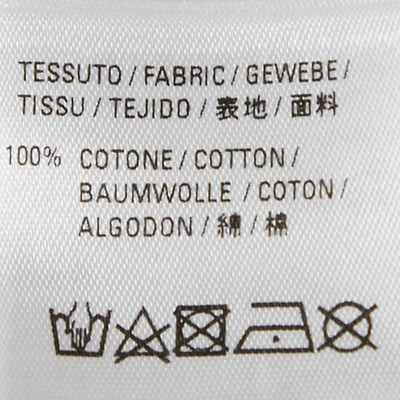 TESSUTO / FABRIC / GEWEBE /
TISSU / TEJIDO / 表地 / 面料
100% COTONE / COTTON /
BAUMWOLLE / COTON /
ALGODON / 綿 / 棉